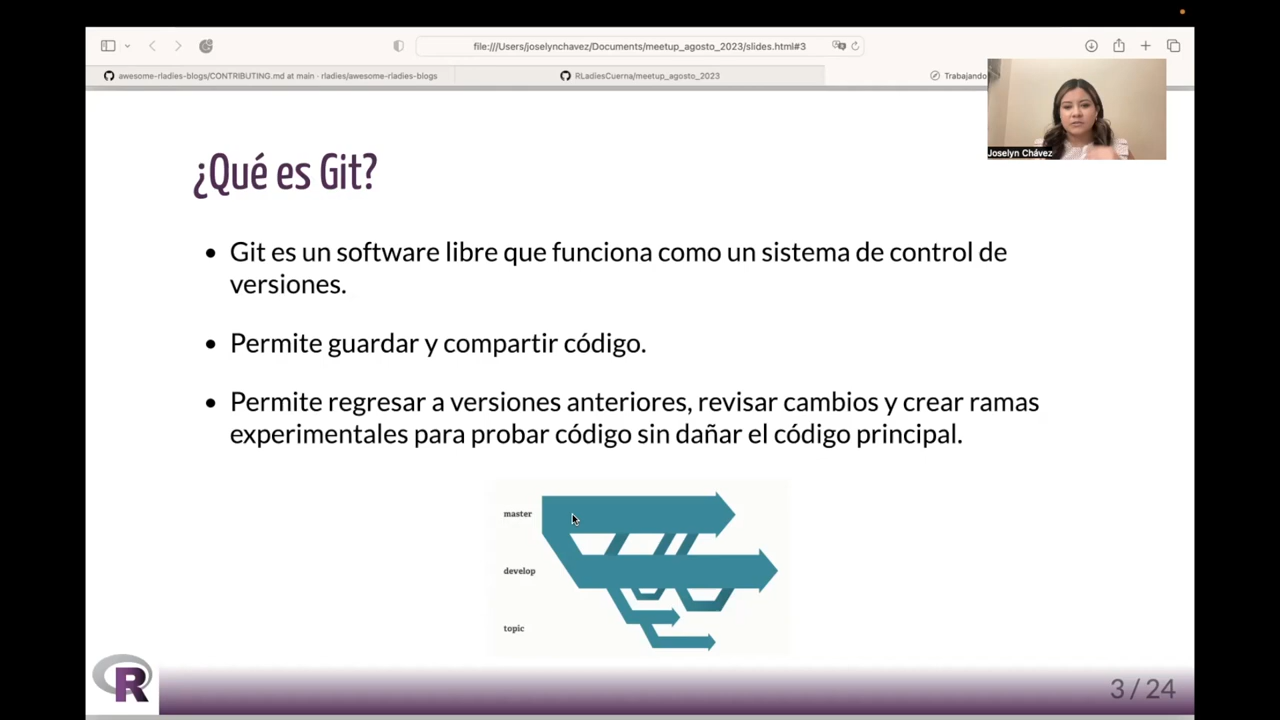 file:///Users/joselynchavez/Documents/meetup_agosto_2023/slides.html#3
awesome-rladies-blogs/CONTRIBUTING.md at main · rladies/awesome-rladies-blogs
RLadiesCuerna/meetup_agosto_2023
Trabajando
Joselyn Chávez
¿Qué es Git?
• Git es un software libre que funciona como un sistema de control de
versiones.
• Permite guardar y compartir código.
• Permite regresar a versiones anteriores, revisar cambios y crear ramas
experimentales para probar código sin dañar el código principal.
master
develop
topic
R
3 / 24